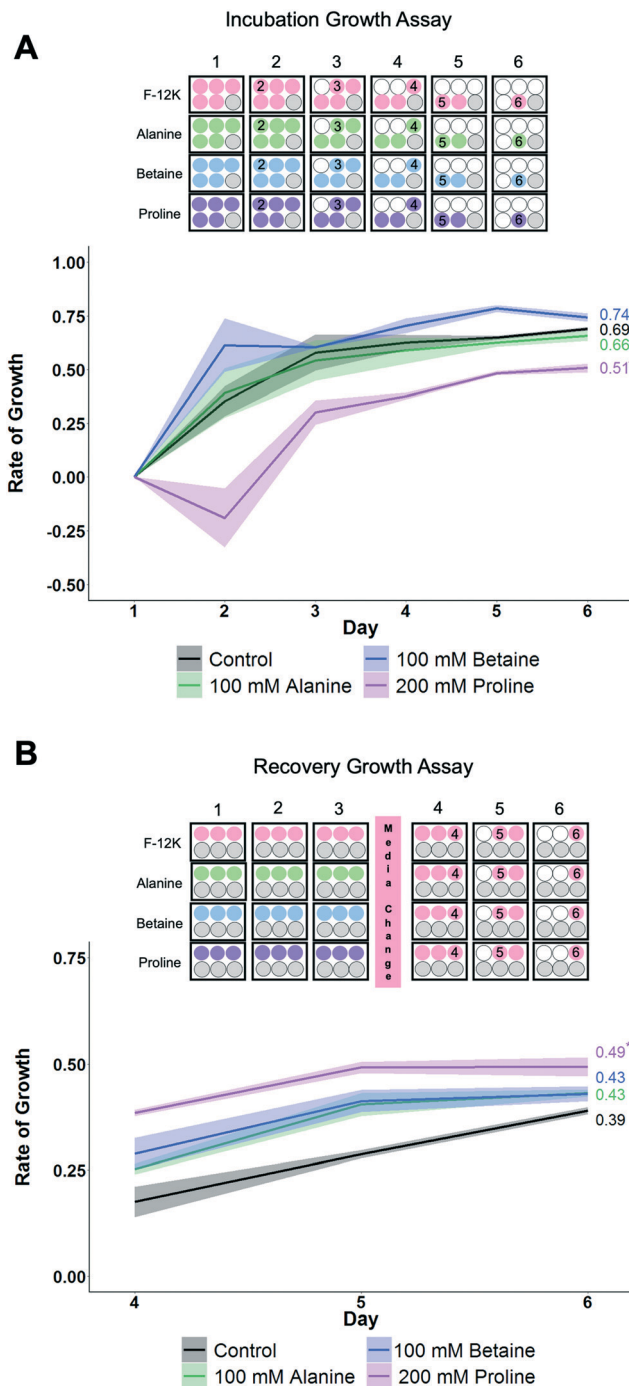 A
Incubation Growth Assay
1 2 3 4 5 6
F-12K 2 3 4 5 6
Alanine 2 3 4 5 6
Betaine 2 3 4 5 6
Proline 2 3 4 5 6
Rate of Growth
1.00
0.75
0.50
0.25
0.00
-0.25
-0.50
0.74
0.69
0.66
0.51
1 2 3 4 5 6
Day
Control 100 mM Betaine
100 mM Alanine 200 mM Proline
B
Recovery Growth Assay
1 2 3 4 5 6
Media Change
F-12K 4 5 6
Alanine 4 5 6
Betaine 4 5 6
Proline 4 5 6
Rate of Growth
0.75
0.50
0.25
0.00
0.49*
0.43
0.43
0.39
4 5 6
Day
Control 100 mM Betaine
100 mM Alanine 200 mM Proline